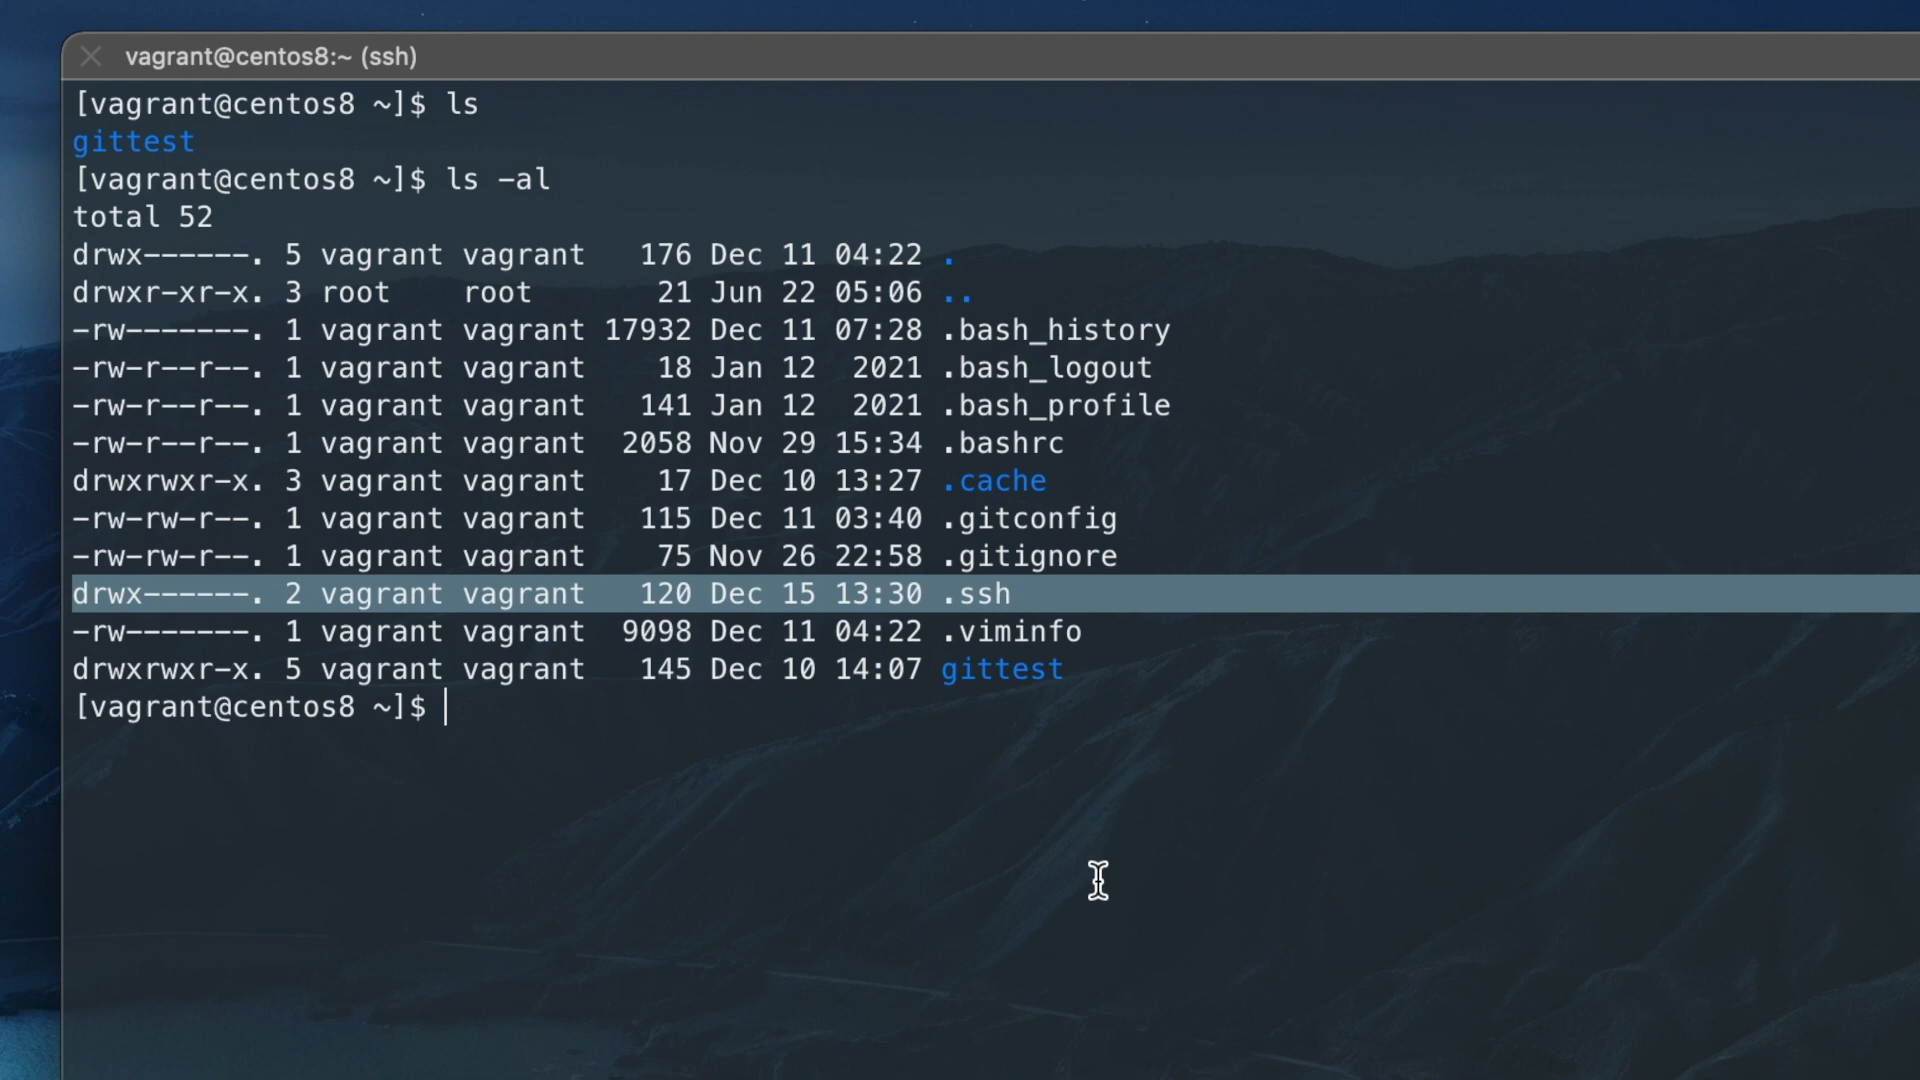 vagrant@centos8:~ (ssh)
[vagrant@centos8 ~]$ ls
gittest
[vagrant@centos8 ~]$ ls -al
total 52
drwx------. 5 vagrant vagrant   176 Dec 11 04:22 .
drwxr-xr-x. 3 root    root       21 Jun 22 05:06 ..
-rw-------. 1 vagrant vagrant 17932 Dec 11 07:28 .bash_history
-rw-r--r--. 1 vagrant vagrant    18 Jan 12  2021 .bash_logout
-rw-r--r--. 1 vagrant vagrant   141 Jan 12  2021 .bash_profile
-rw-r--r--. 1 vagrant vagrant  2058 Nov 29 15:34 .bashrc
drwxrwxr-x. 3 vagrant vagrant    17 Dec 10 13:27 .cache
-rw-rw-r--. 1 vagrant vagrant   115 Dec 11 03:40 .gitconfig
-rw-rw-r--. 1 vagrant vagrant    75 Nov 26 22:58 .gitignore
drwx------. 2 vagrant vagrant   120 Dec 15 13:30 .ssh
-rw-------. 1 vagrant vagrant  9098 Dec 11 04:22 .viminfo
drwxrwxr-x. 5 vagrant vagrant   145 Dec 10 14:07 gittest
[vagrant@centos8 ~]$